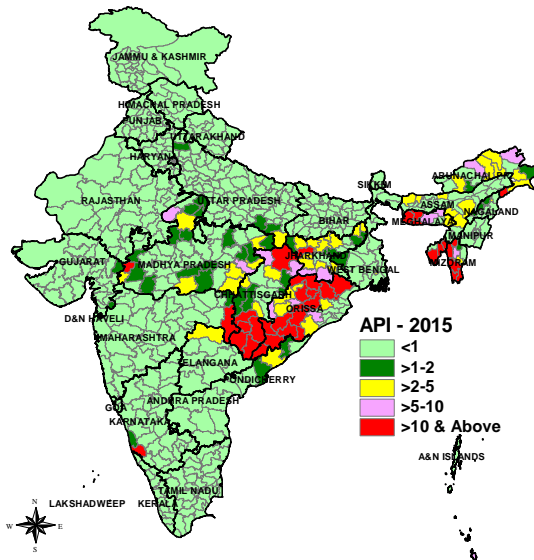 JAMMU & KASHMIR
HIMACHAL PRADESH
PUNJAB
UTTARAKHAND
HARYANA
ARUNACHAL PR
SIKKIM
RAJASTHAN
UTTAR PRADESH
ASSAM
NAGALAND
BIHAR
MEGHALAYA
MANIPUR
JHARKHAND
GUJARAT
MADHYA PRADESH
WEST BENGAL
MIZORAM
CHHATTISGARH
ORISSA
D&N HAVELI
MAHARASHTRA
API - 2015
<1
>1-2
>2-5
>5-10
>10 & Above
TELANGANA
PONDICHERRY
ANDHRA PRADESH
GOA
KARNATAKA
A&N ISLANDS
TAMIL NADU
LAKSHADWEEP
KERALA
N
W
E
S